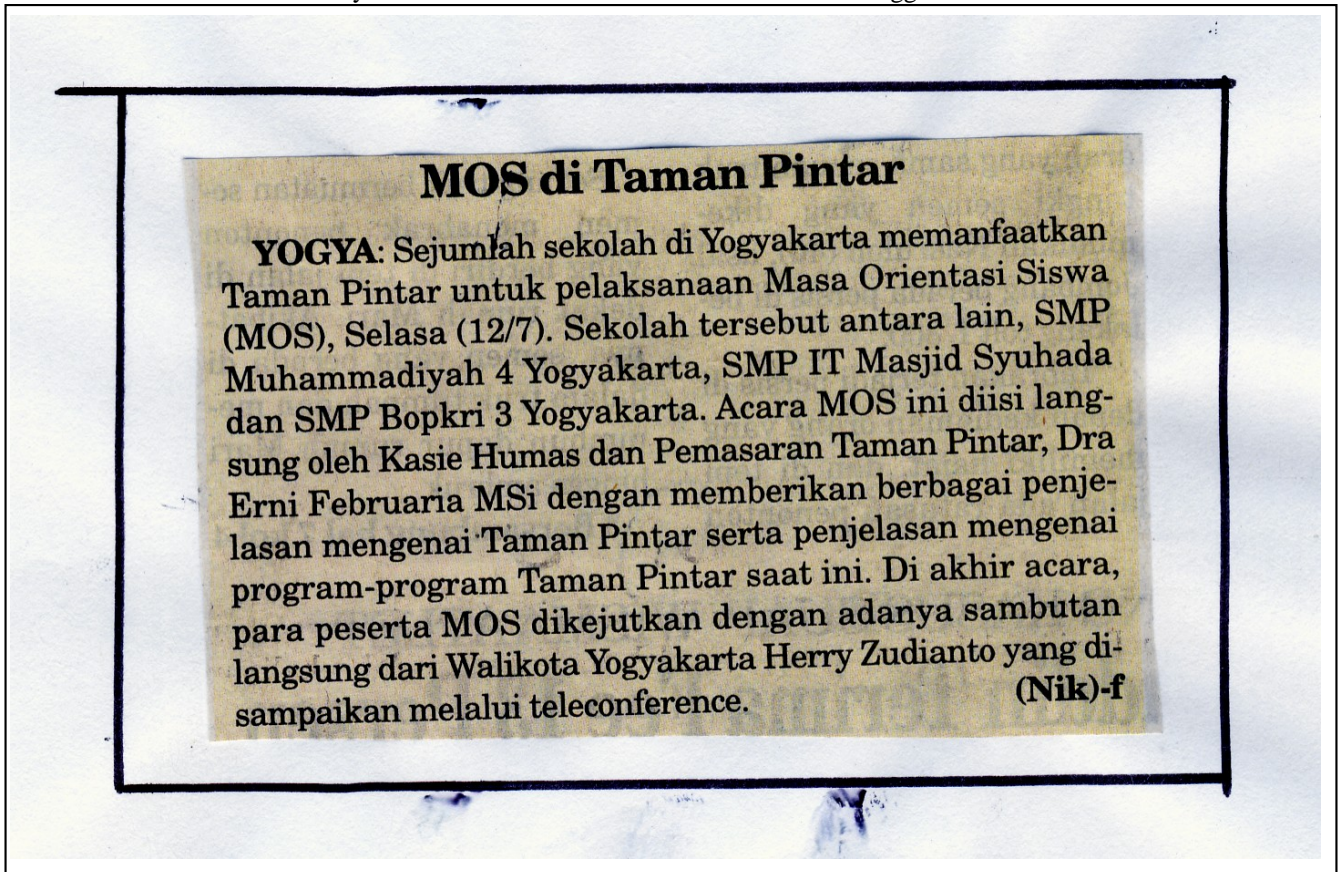 MOS di Taman Pintar
YOGYA: Sejumlah sekolah di Yogyakarta memanfaatkan
Taman Pintar untuk pelaksanaan Masa Orientasi Siswa
(MOS), Selasa (12/7). Sekolah tersebut antara lain, SMP
Muhammadiyah 4 Yogyakarta, SMP IT Masjid Syuhada
dan SMP Bopkri 3 Yogyakarta. Acara MOS ini diisi lang-
sung oleh Kasie Humas dan Pemasaran Taman Pintar, Dra
Erni Februaria MSi dengan memberikan berbagai penje-
lasan mengenai Taman Pintar serta penjelasan mengenai
program-program Taman Pintar saat ini. Di akhir acara,
para peserta MOS dikejutkan dengan adanya sambutan
langsung dari Walikota Yogyakarta Herry Zudianto yang di-
sampaikan melalui teleconference. (Nik)-f